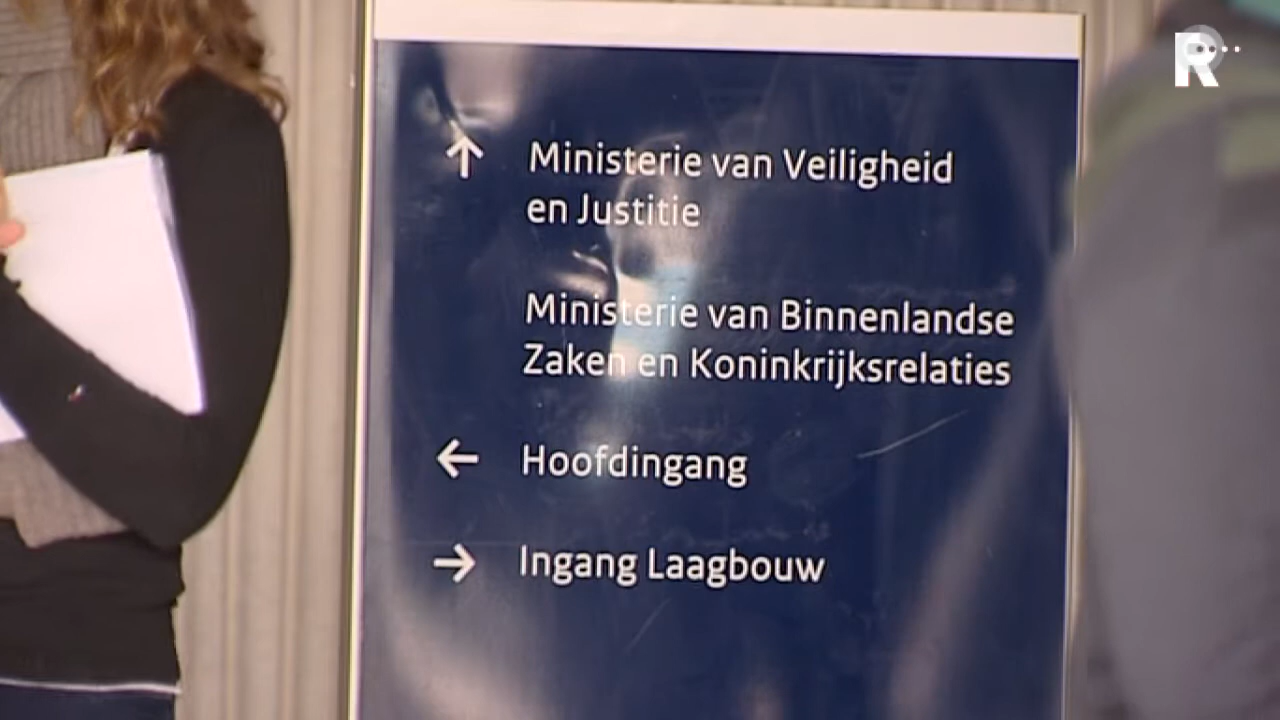 R
↑ Ministerie van Veiligheid
en Justitie
Ministerie van Binnenlandse
Zaken en Koninkrijksrelaties
← Hoofdingang
→ Ingang Laagbouw